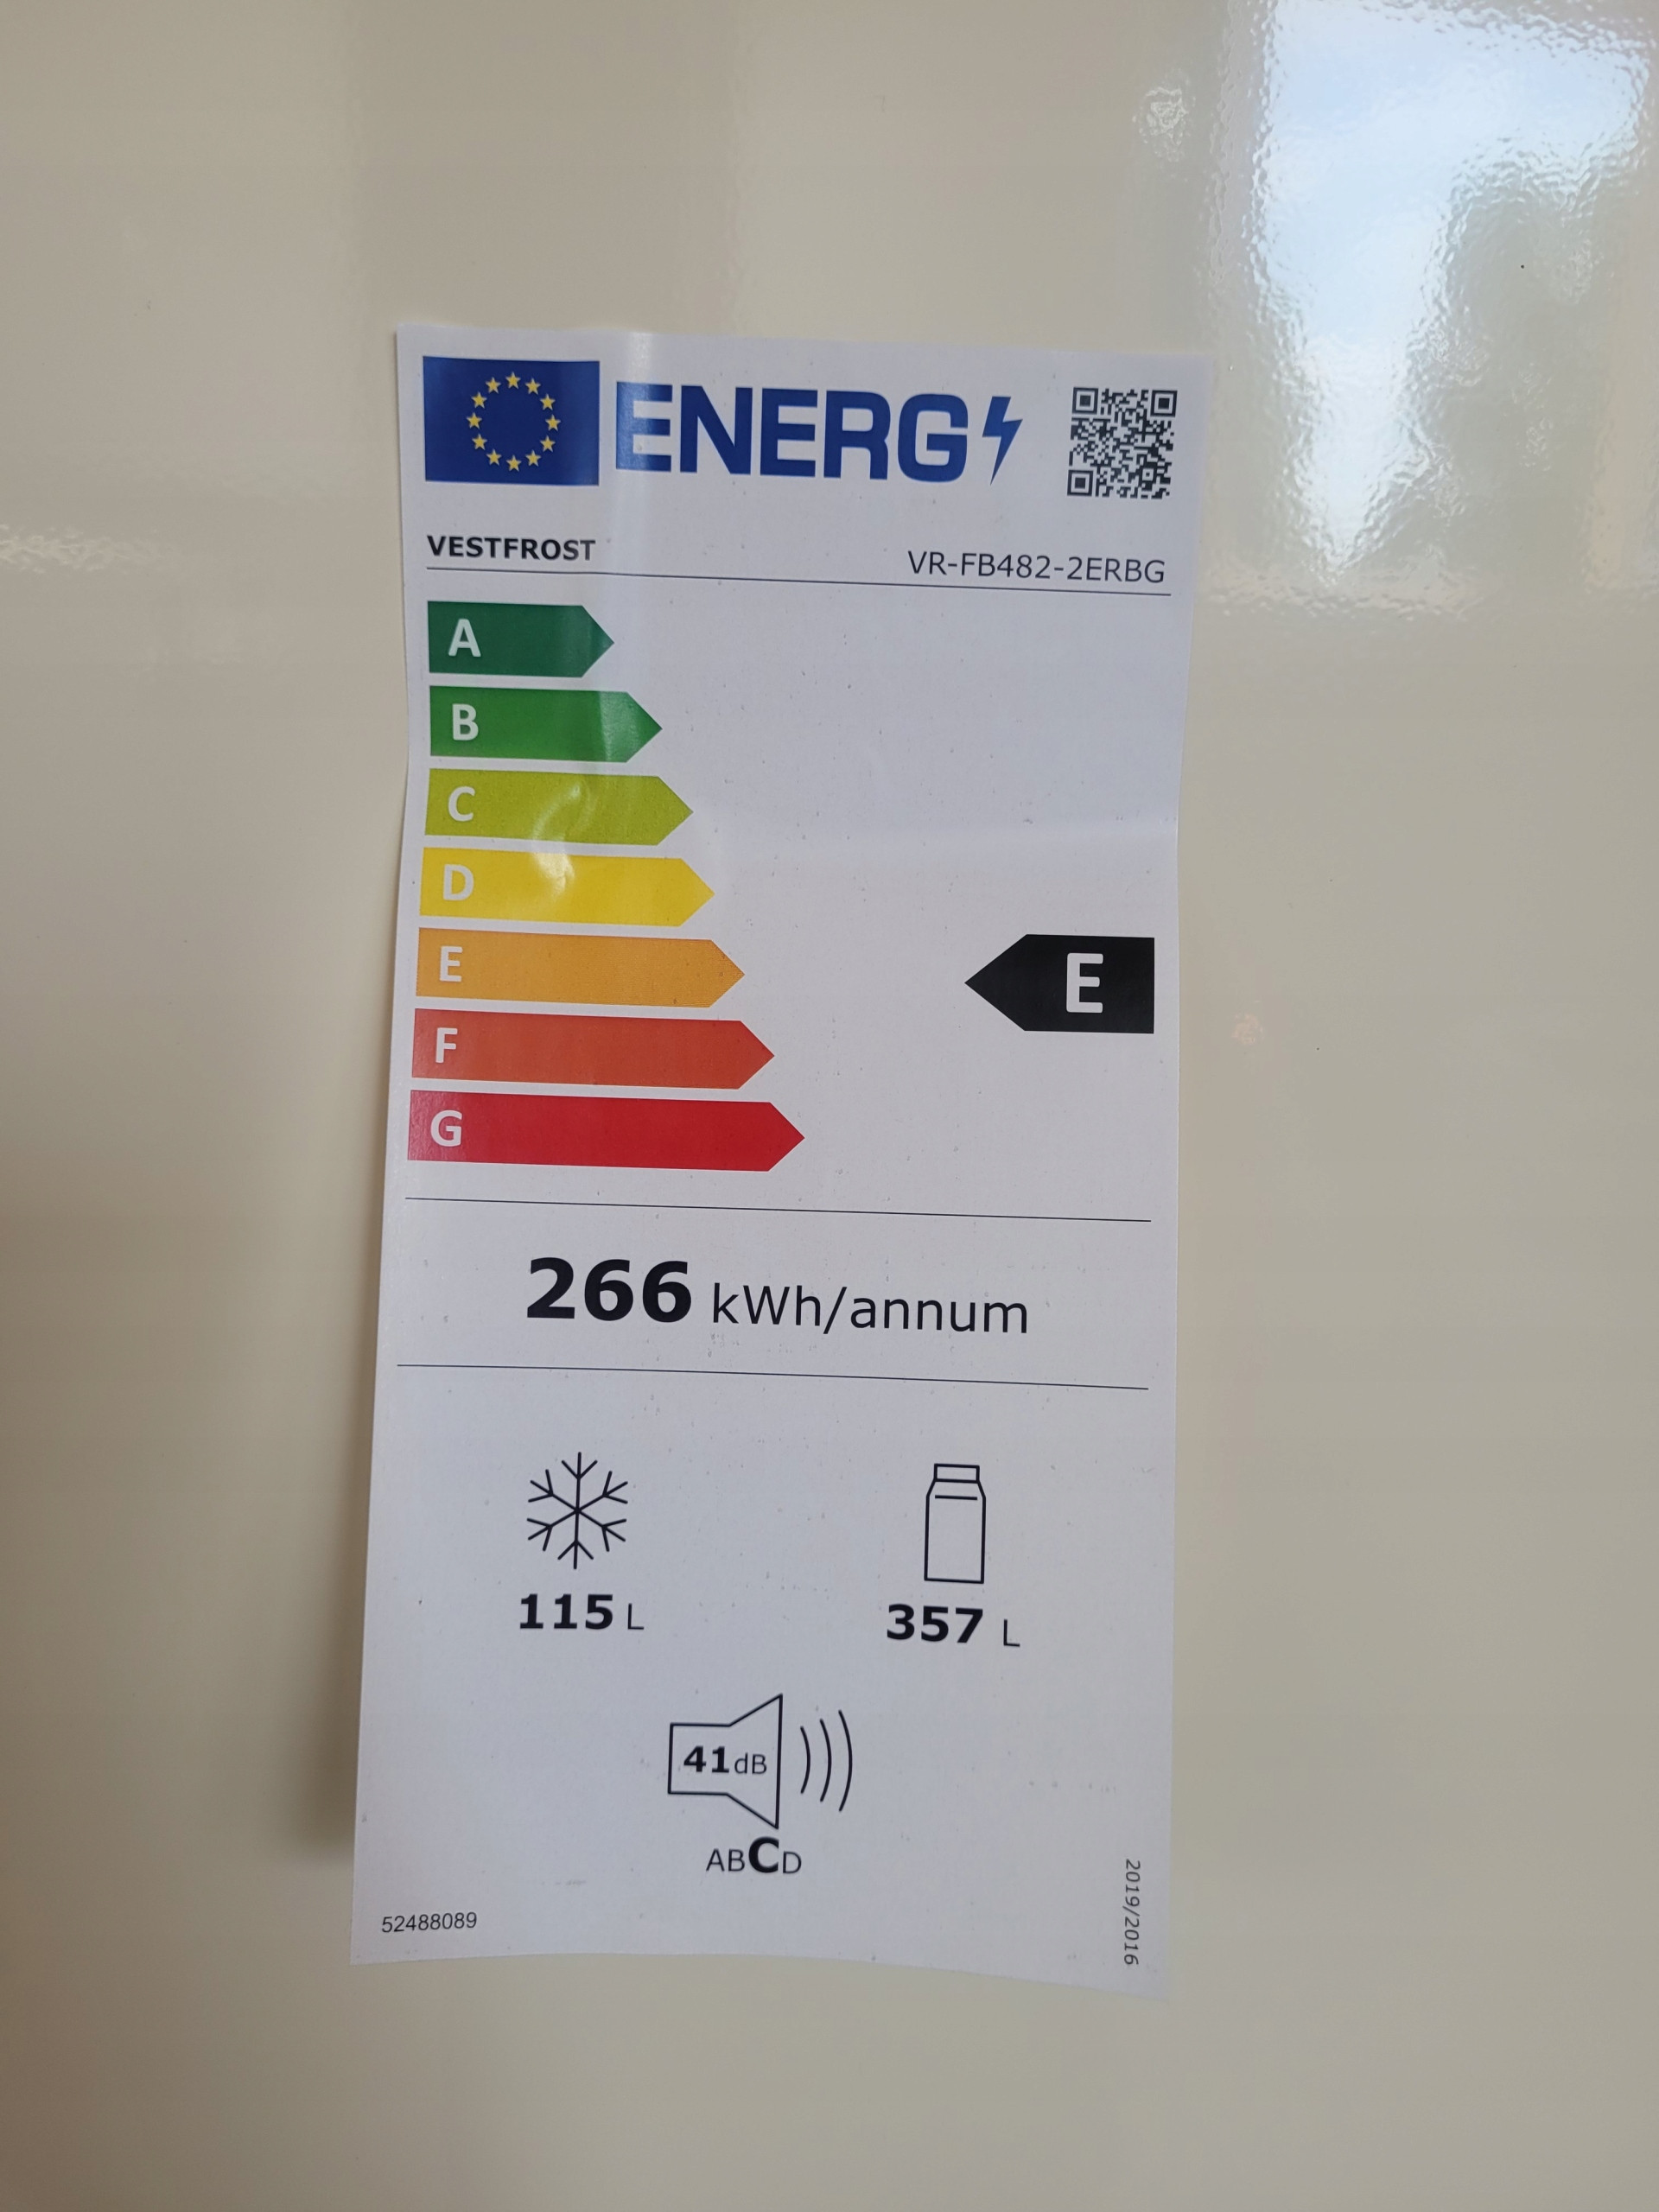 ENERG
VESTFROST
VR-FB482-2ERBG
A
B
C
D
E
E
F
G
266 kWh/annum
115 L
357 L
41dB
ABCD
52488089
2019/2016